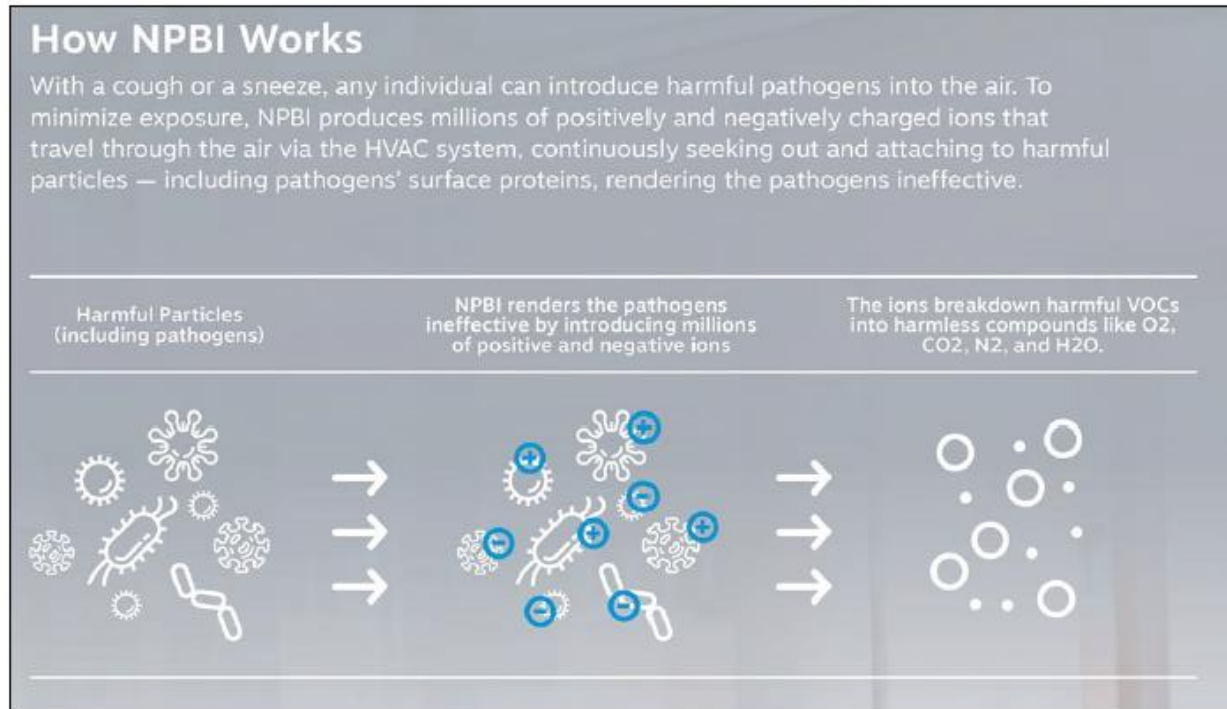 How NPBI Works
With a cough or a sneeze, any individual can introduce harmful pathogens into the air. To
minimize exposure, NPBI produces millions of positively and negatively charged ions that
travel through the air via the HVAC system, continuously seeking out and attaching to harmful
particles — including pathogens' surface proteins, rendering the pathogens ineffective.
Harmful Particles
(including pathogens)
NPBI renders the pathogens
ineffective by introducing millions
of positive and negative ions
The ions breakdown harmful VOCs
into harmless compounds like O2,
CO2, N2, and H2O.